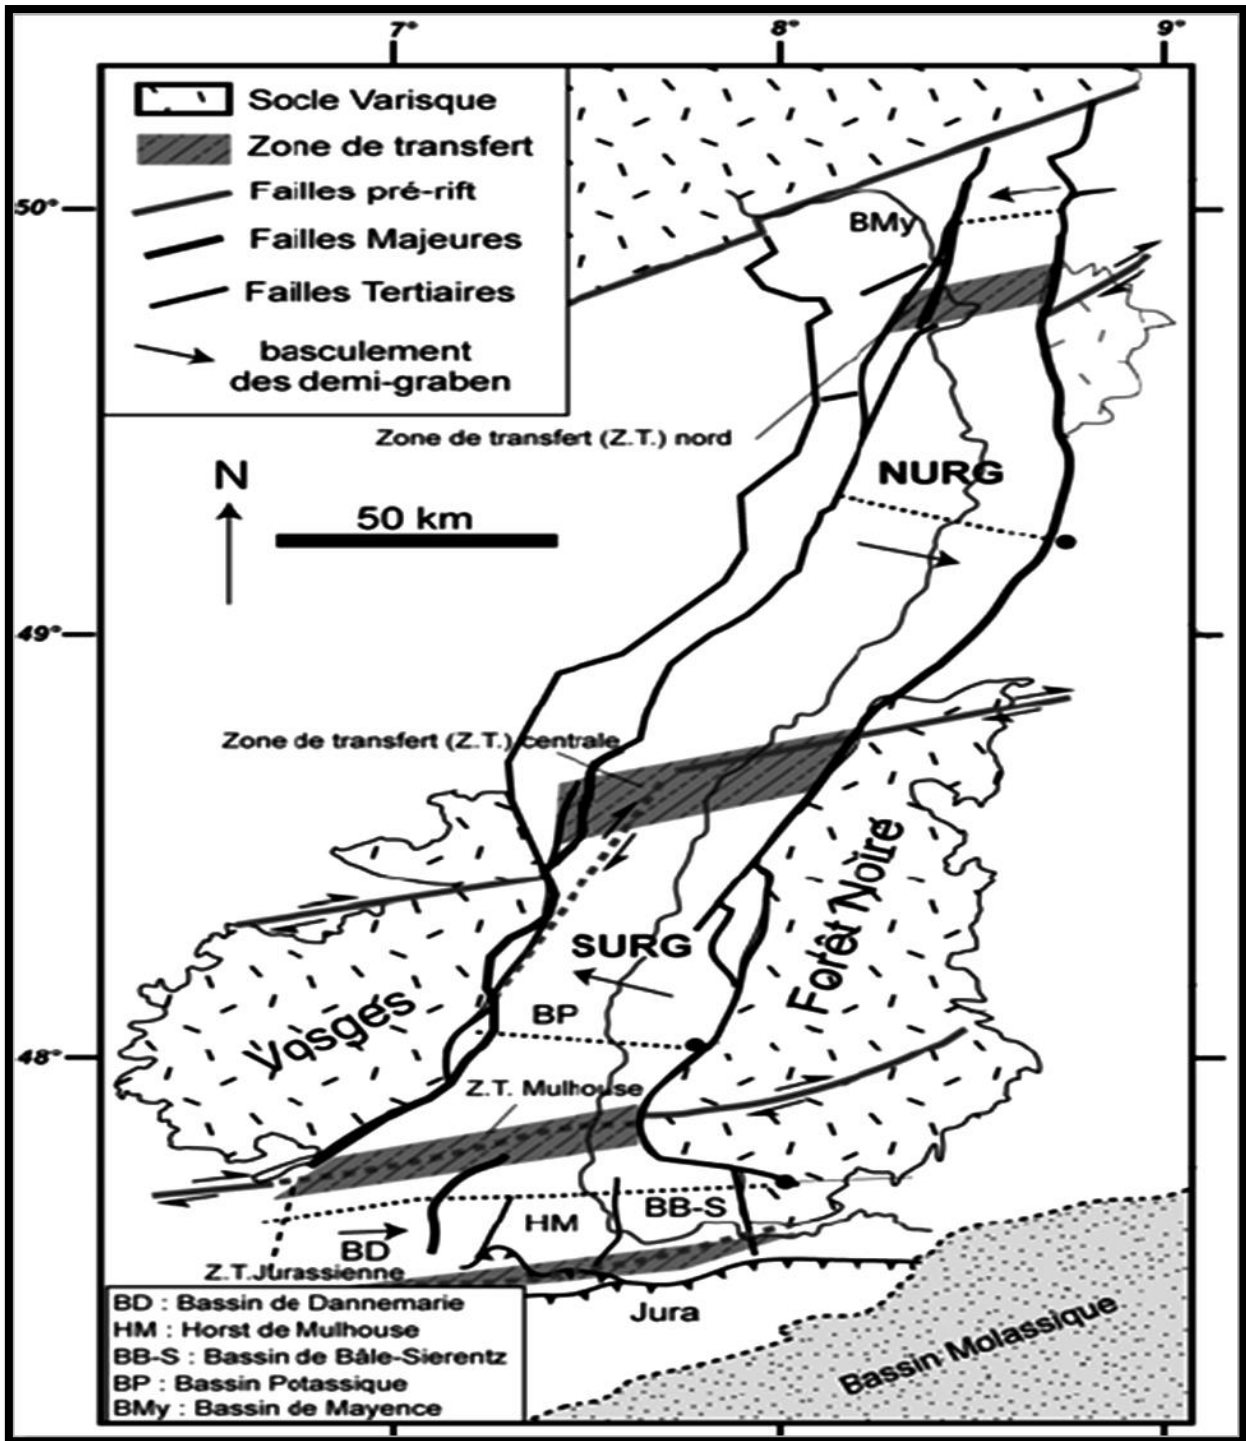 7°
8°
9°
Socle Varisque
Zone de transfert
Failles pré-rift
Failles Majeures
Failles Tertiaires
basculement
des demi-graben
50°
BMy
Zone de transfert (Z.T.) nord
N
50 km
NURG
49°
Zone de transfert (Z.T.) centrale
Forêt Noire
SURG
Vosges
BP
48°
Z.T. Mulhouse
BB-S
HM
BD
Z.T.Jurassienne
Jura
Bassin Molassique
BD : Bassin de Dannemarie
HM : Horst de Mulhouse
BB-S : Bassin de Bâle-Sierentz
BP : Bassin Potassique
BMy : Bassin de Mayence